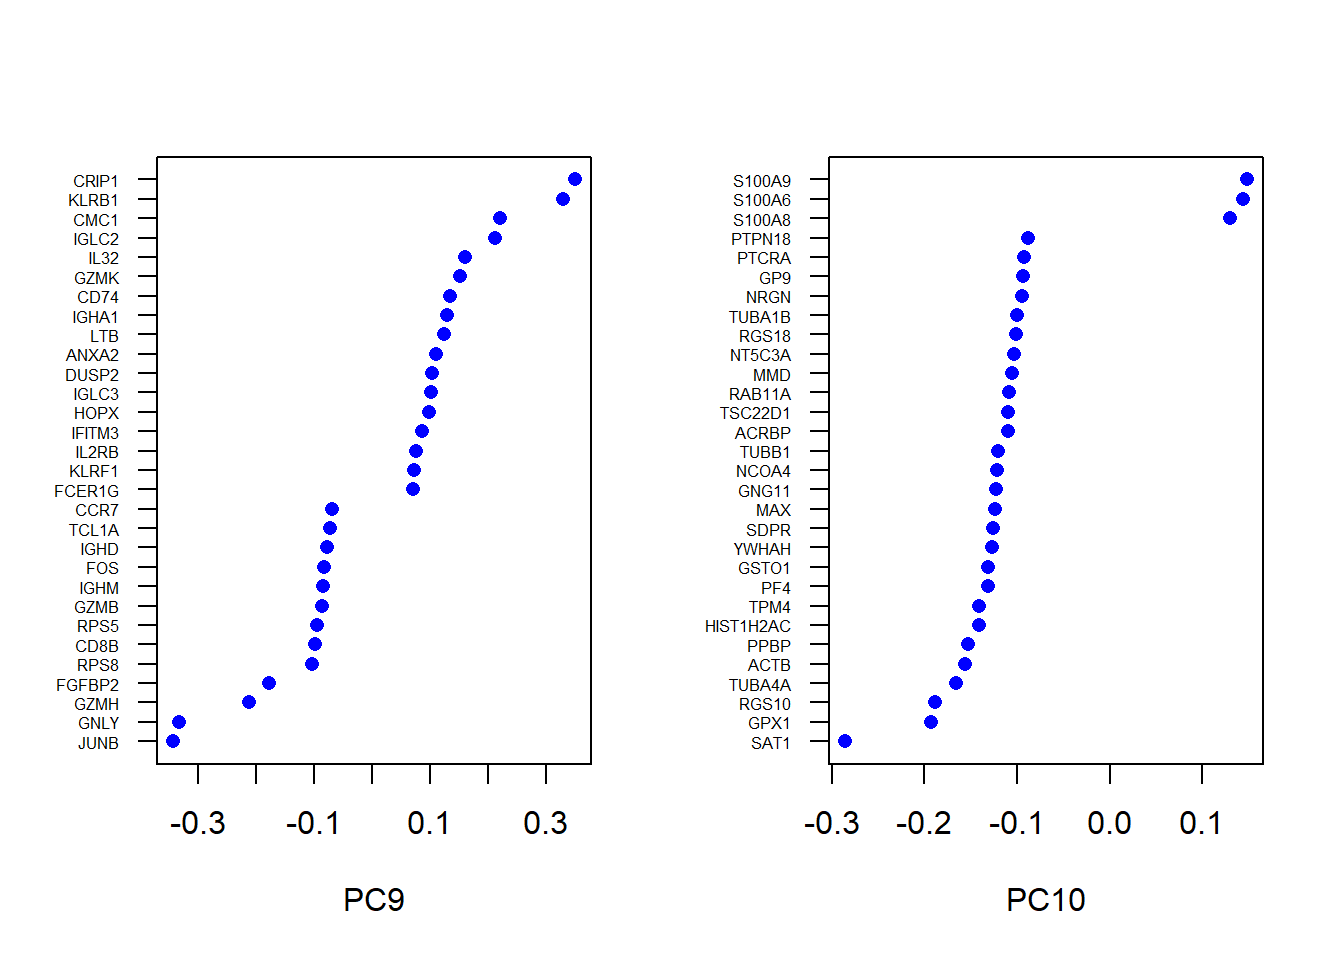 CRIP1
KLRB1
CMC1
IGLC2
IL32
GZMK
CD74
IGHA1
LTB
ANXA2
DUSP2
IGLC3
HOPX
IFITM3
IL2RB
KLRF1
FCER1G
CCR7
TCL1A
IGHD
FOS
IGHM
GZMB
RPS5
CD8B
RPS8
FGFBP2
GZMH
GNLY
JUNB
-0.3 -0.1 0.1 0.3
PC9
S100A9
S100A6
S100A8
PTPN18
PTCRA
GP9
NRGN
TUBA1B
RGS18
NT5C3A
MMD
RAB11A
TSC22D1
ACRBP
TUBB1
NCOA4
GNG11
MAX
SDPR
YWHAH
GSTO1
PF4
TPM4
HIST1H2AC
PPBP
ACTB
TUBA4A
RGS10
GPX1
SAT1
-0.3 -0.2 -0.1 0.0 0.1
PC10